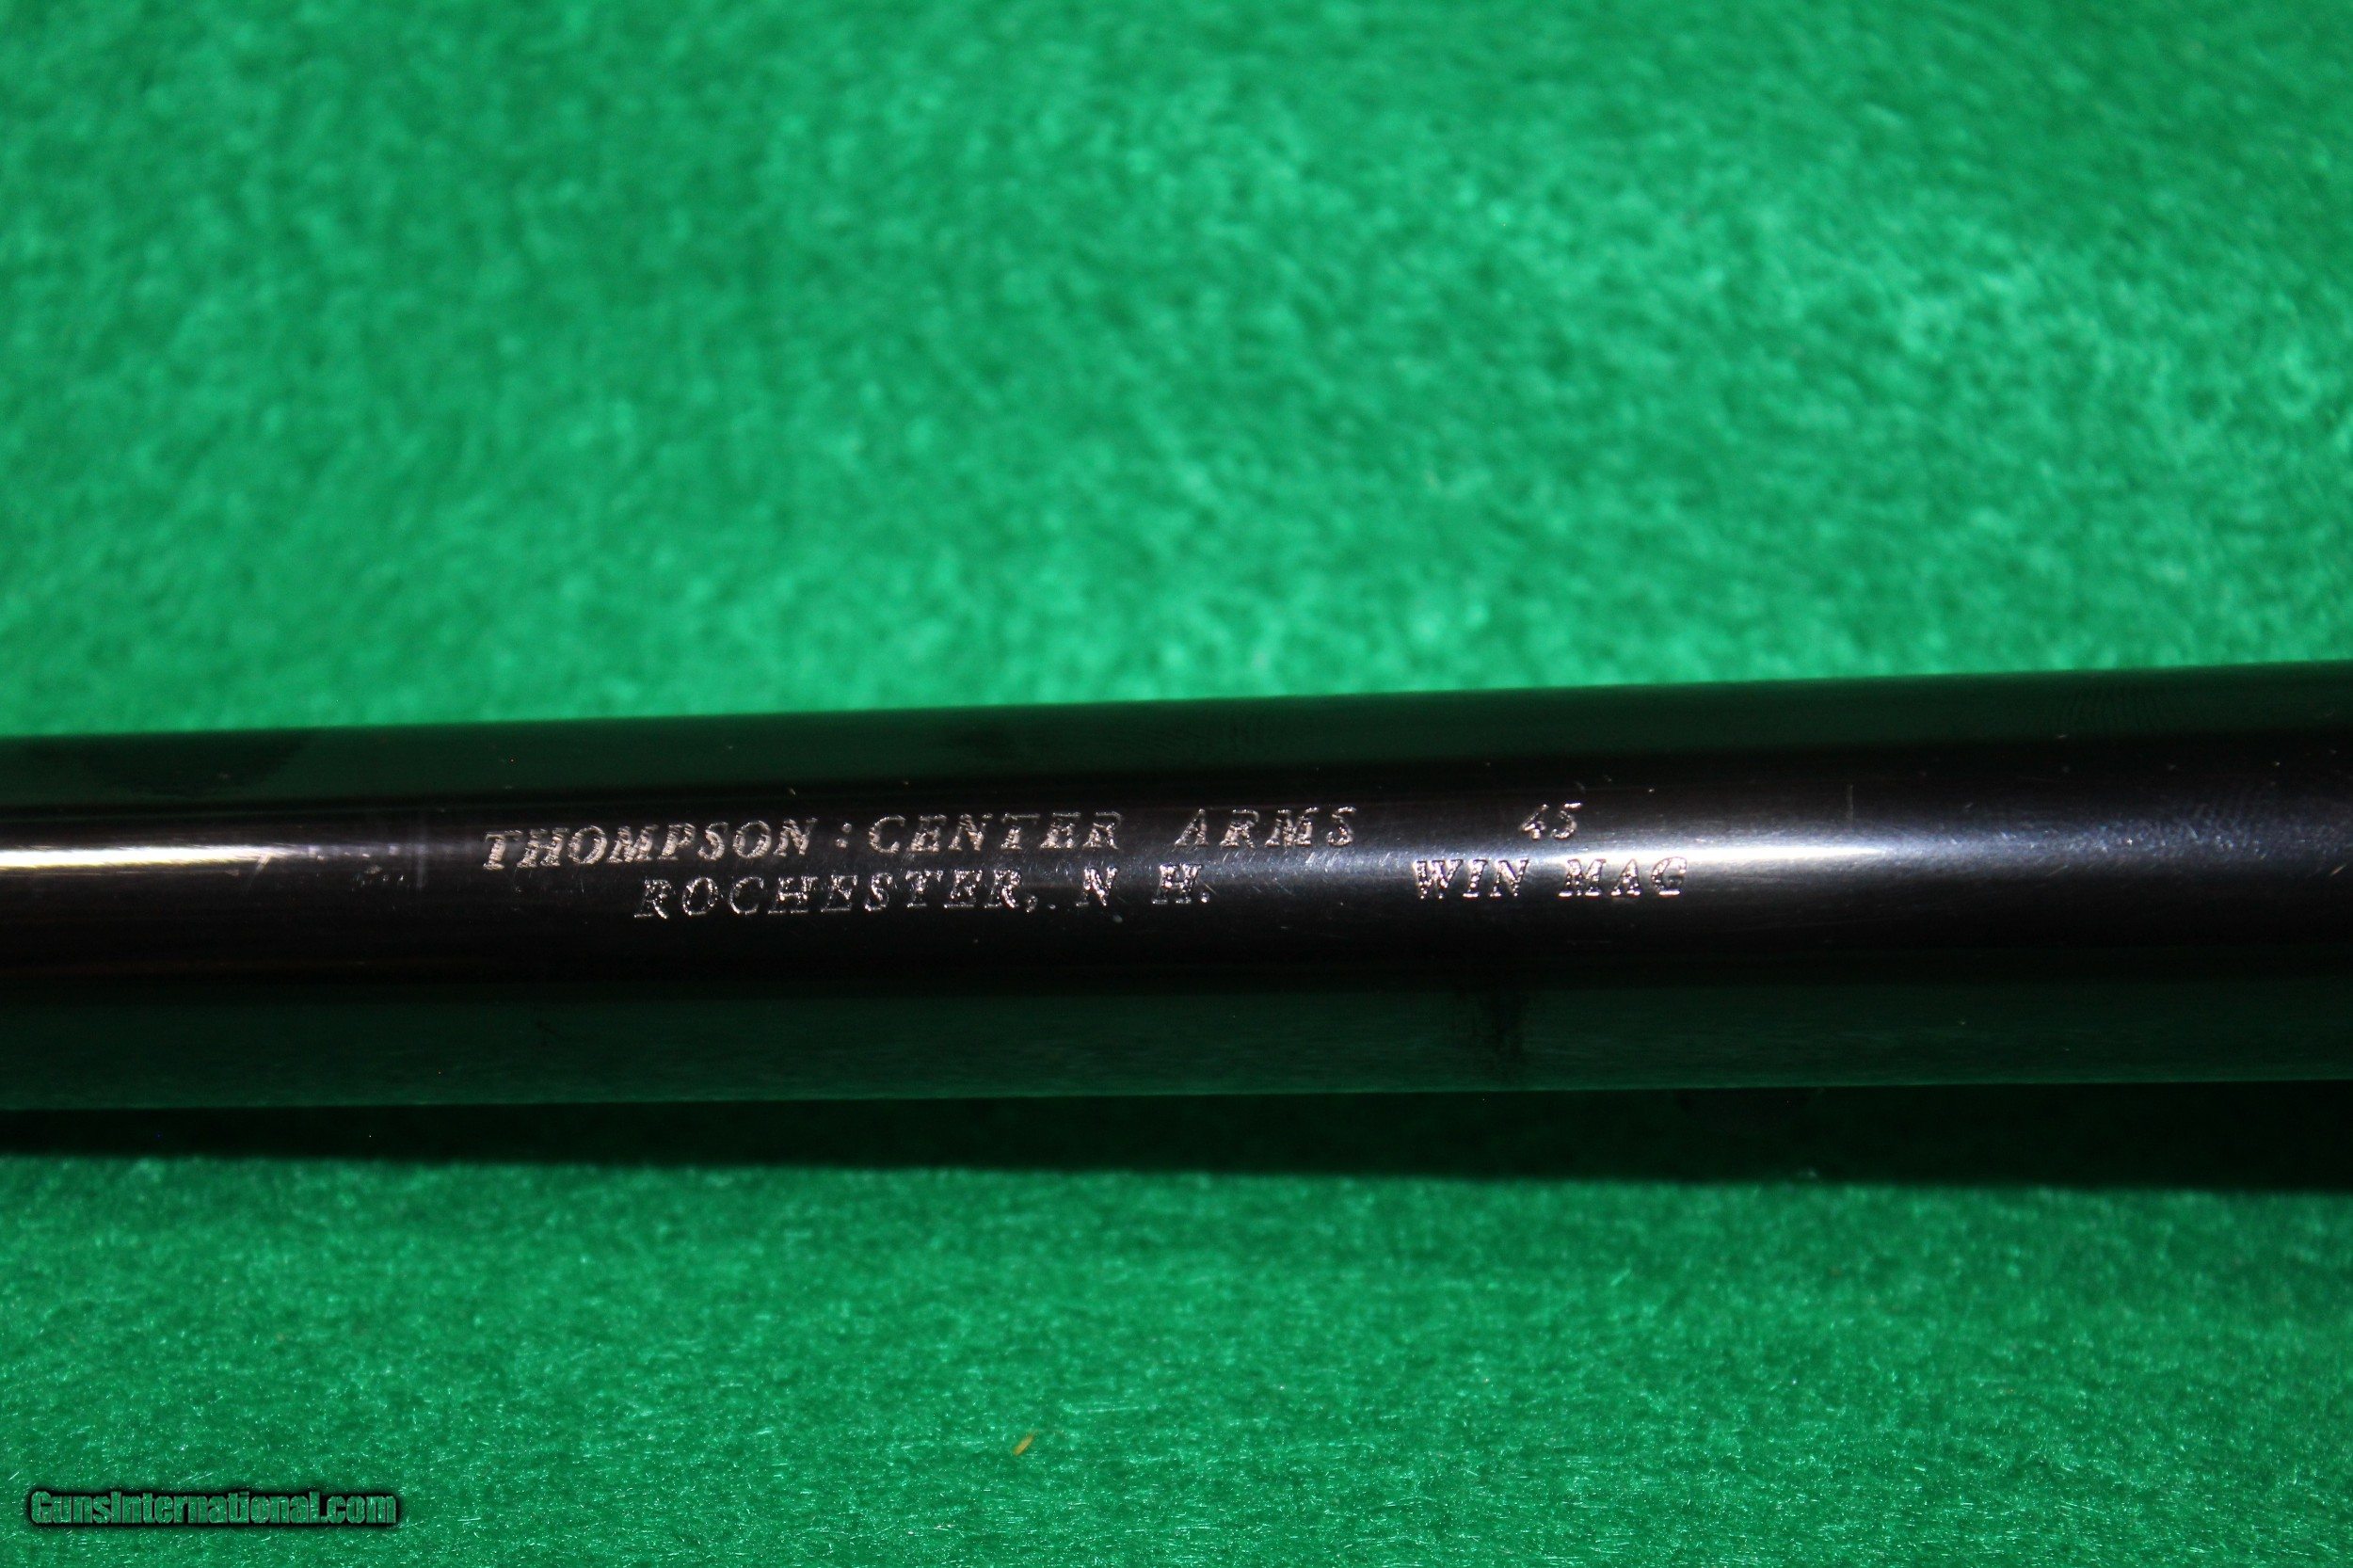 THOMPSON : CENTER ARMS 45
ROCHESTER, N H. WIN MAG
GunsInternational.com